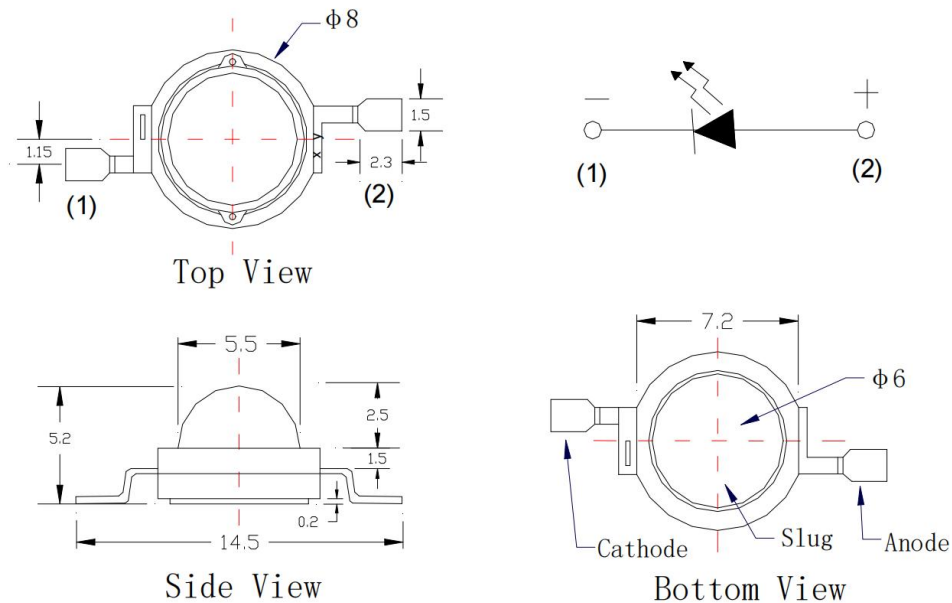 φ8
1.15
1.5
2.3
x y
(1)
(2)
Top View
—
+
(1)
(2)
5.5
5.2
2.5
1.5
0.2
14.5
Side View
7.2
φ6
Cathode
Slug
Anode
Bottom View